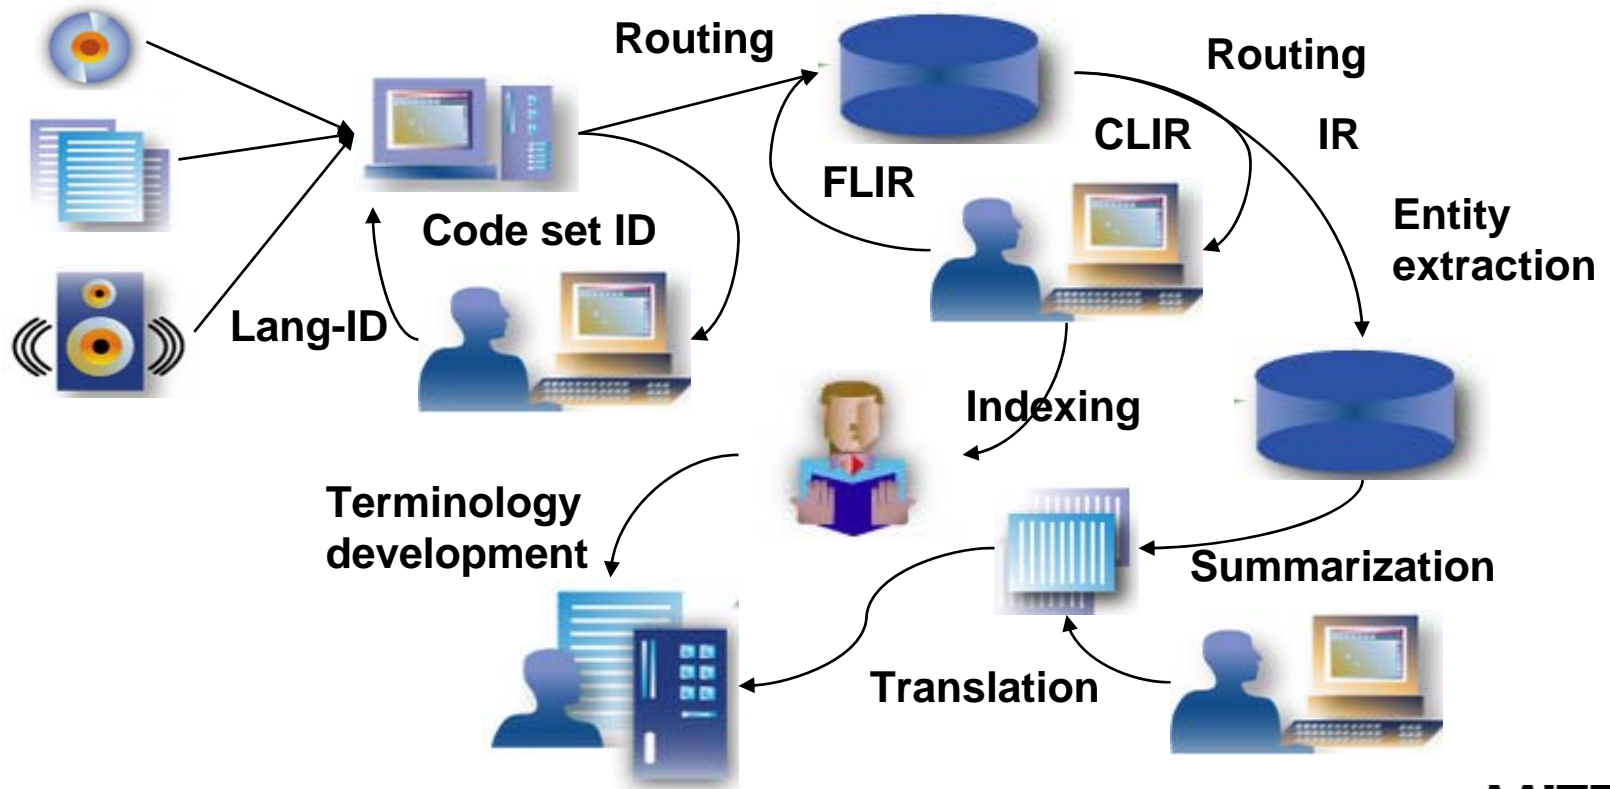 Routing
Routing
CLIR
IR
FLIR
Entity
extraction
Code set ID
Lang-ID
Indexing
Terminology
development
Summarization
Translation